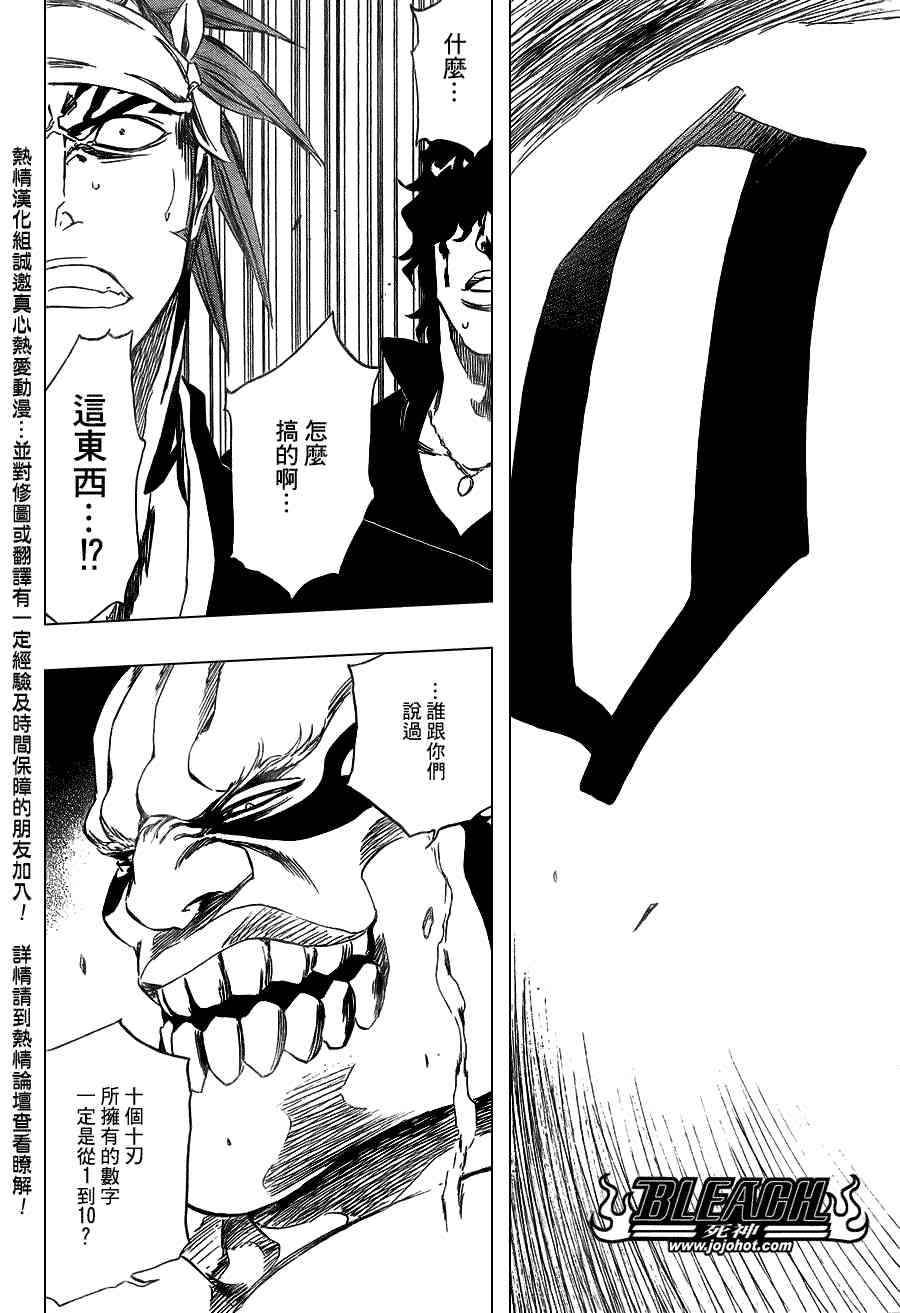 什麼…
怎麼
搞的啊…
這東西…!?
0
…誰跟你們
說過
十個十刃
所擁有的數字
一定是從1到10?
熱情漢化組誠邀真心熱愛動漫…並對修圖或翻譯有一定經驗及時間保障的朋友加入! 詳情請到熱情論壇查看瞭解!
BLEACH
死神
www.jojohot.com